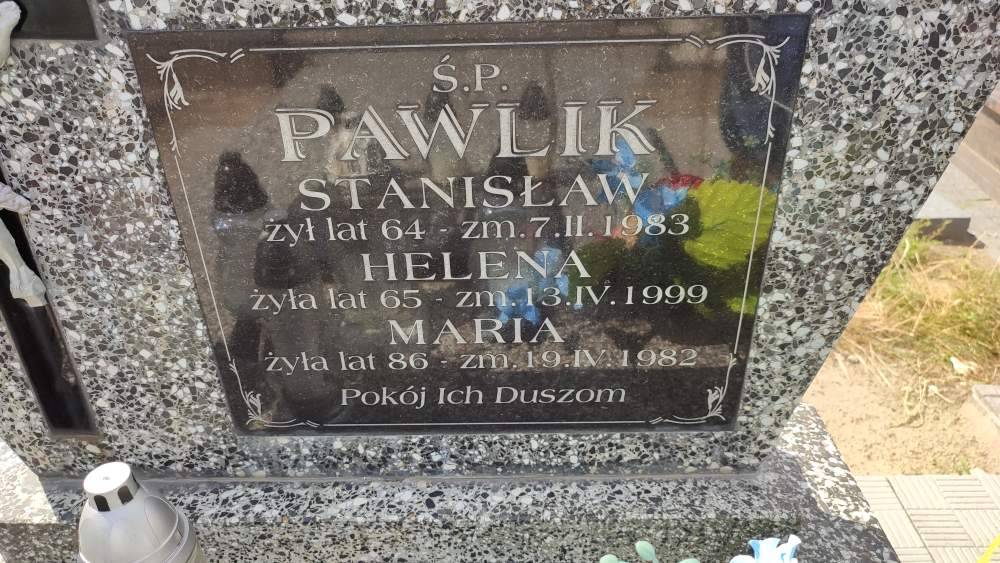 Ś.P.
PAWLIK
STANISŁAW
żył lat 64 - zm. 7. II. 1983
HELENA
żyła lat 65 - zm. 13. IV. 1999
MARIA
żyła lat 86 - zm. 19. IV. 1982
Pokój Ich Duszom